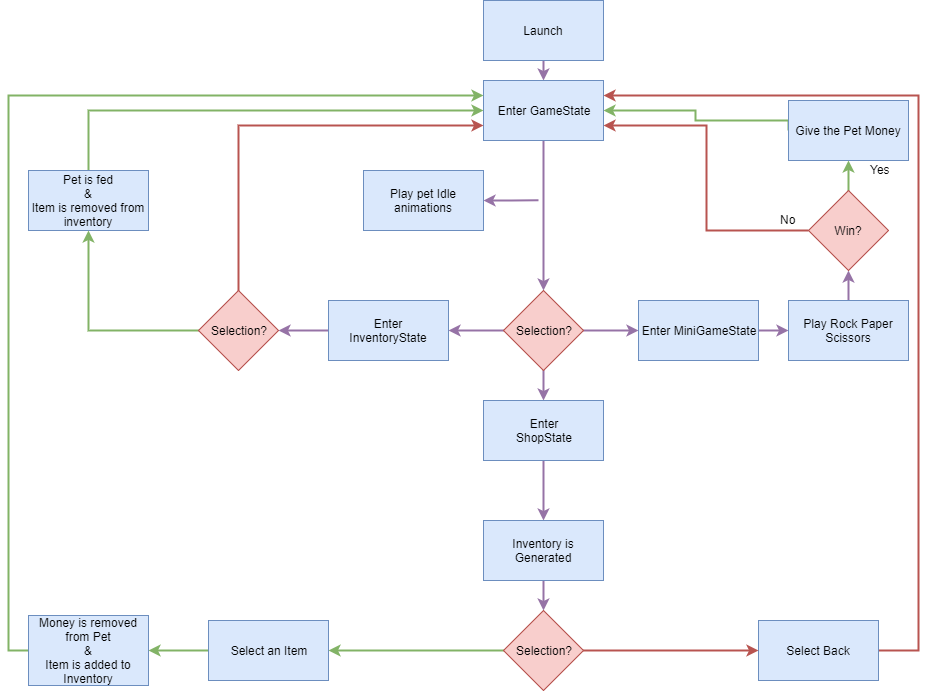 Launch
Enter GameState
Give the Pet Money
Yes
Pet is fed
&
Item is removed from
inventory
Play pet Idle
animations
No
Win?
Selection?
Enter
InventoryState
Selection?
Enter MiniGameState
Play Rock Paper
Scissors
Enter
ShopState
Inventory is
Generated
Money is removed
from Pet
&
Item is added to
Inventory
Select an Item
Selection?
Select Back